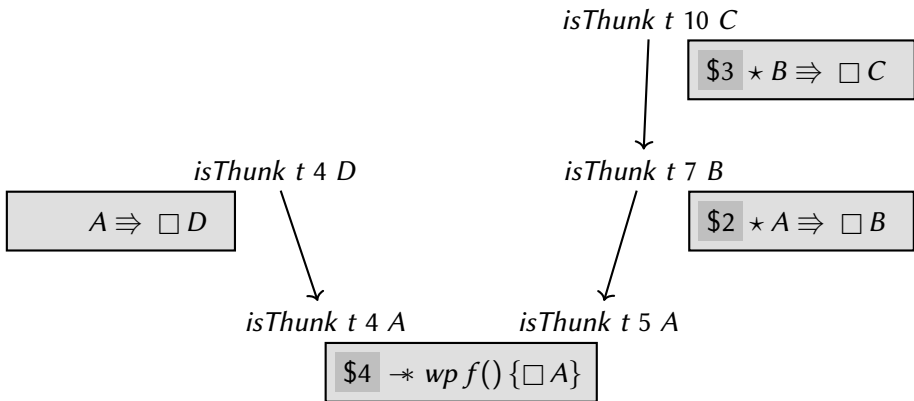 isThunk t 10 C
$3 ⋆ B ⇛ □ C
isThunk t 4 D
isThunk t 7 B
A ⇛ □ D
$2 ⋆ A ⇛ □ B
isThunk t 4 A
isThunk t 5 A
$4 −∗ wp f() {□ A}